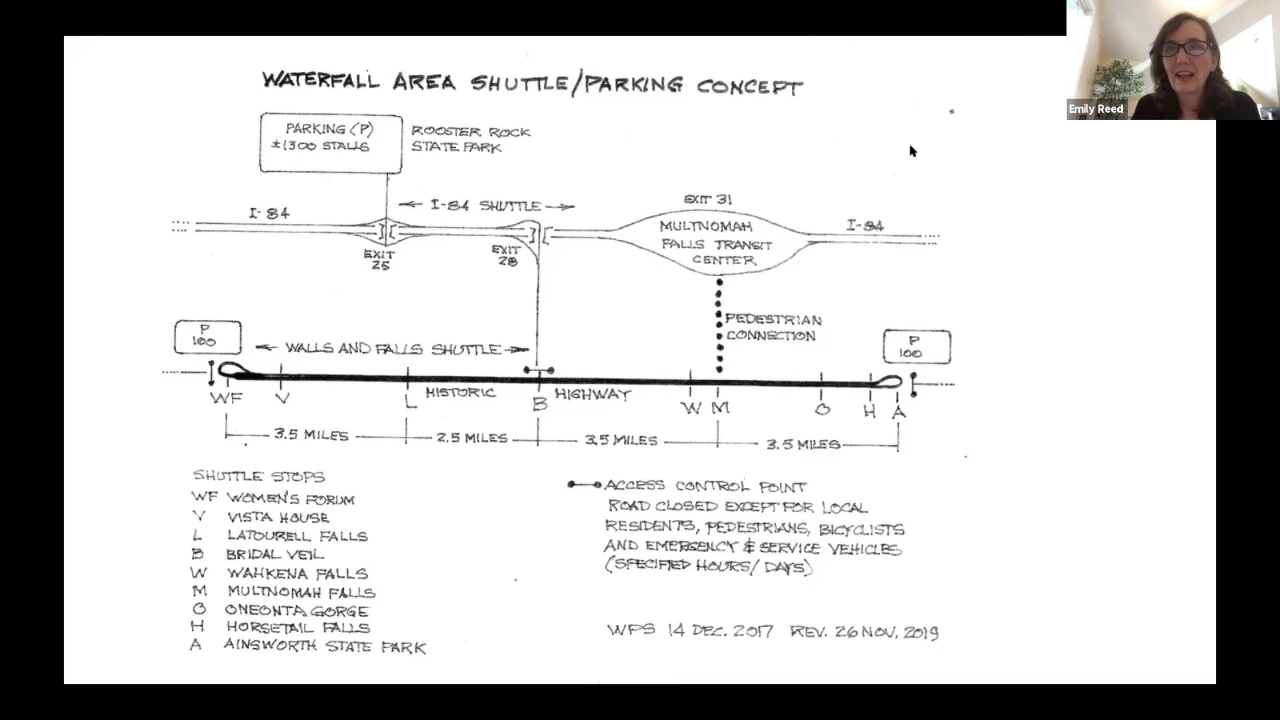 WATERFALL AREA SHUTTLE/PARKING CONCEPT
Emily Reed
PARKING (P)
±1300 STALLS
ROOSTER ROCK
STATE PARK
I-84
I-84 SHUTTLE
EXIT 31
I-84
MULTNOMAH
FALLS TRANSIT
CENTER
EXIT
25
EXIT
28
P
100
WALLS AND FALLS SHUTTLE
PEDESTRIAN
CONNECTION
P
100
WF V L HISTORIC B HIGHWAY W M O H A
3.5 MILES 2.5 MILES 3.5 MILES 3.5 MILES
SHUTTLE STOPS
WF WOMEN'S FORUM
V VISTA HOUSE
L LATOURELL FALLS
B BRIDAL VEIL
W WAHKENA FALLS
M MULTNOMAH FALLS
O ONEONTA GORGE
H HORSETAIL FALLS
A AINSWORTH STATE PARK
ACCESS CONTROL POINT
ROAD CLOSED EXCEPT FOR LOCAL
RESIDENTS, PEDESTRIANS, BICYCLISTS
AND EMERGENCY & SERVICE VEHICLES
(SPECIFIED HOURS/DAYS)
WPS 14 DEC. 2017 REV. 26 NOV. 2019